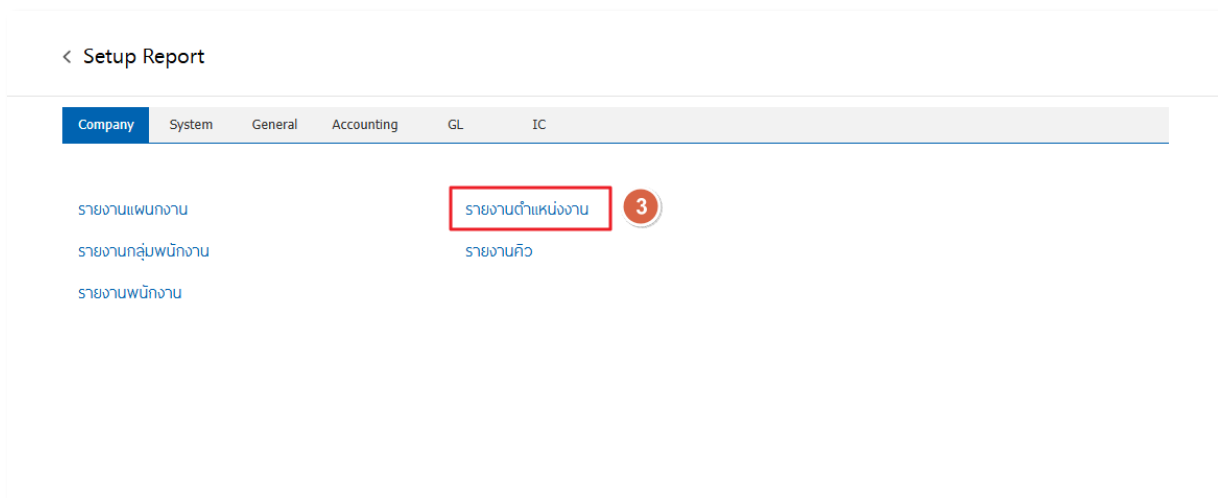 < Setup Report
Company System General Accounting GL IC
รายงานแผนกงาน รายงานตำแหน่งงาน 3
รายงานกลุ่มพนักงาน รายงานคิว
รายงานพนักงาน